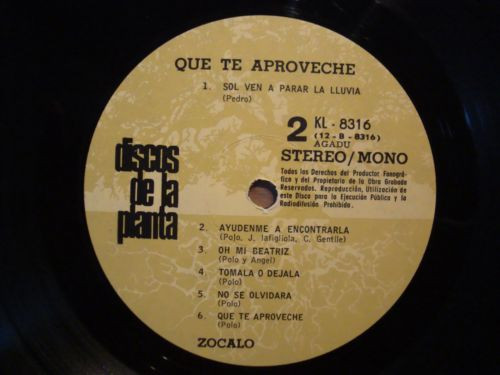 QUE TE APROVECHE
1. SOL VEN A PARAR LA LLUVIA
(Pedro)
discos
de la
planta
2
KL - 8316
(12 - B - 8316)
AGADU
STEREO/MONO
Todos los Derechos del Productor Fonográ-
fico y del Propietario de la Obra Grabada
Reservados. Reproducción, Utilización de
este Disco para la Ejecución Pública y la
Radiodifusión Prohibida.
2. AYUDENME A ENCONTRARLA
(Polo, J. Iafigliola, C. Gentile)
3. OH MI BEATRIZ
(Polo y Angel)
4. TOMALA O DEJALA
(Polo)
5. NO SE OLVIDARA
(Polo)
6. QUE TE APROVECHE
(Polo)
ZOCALO